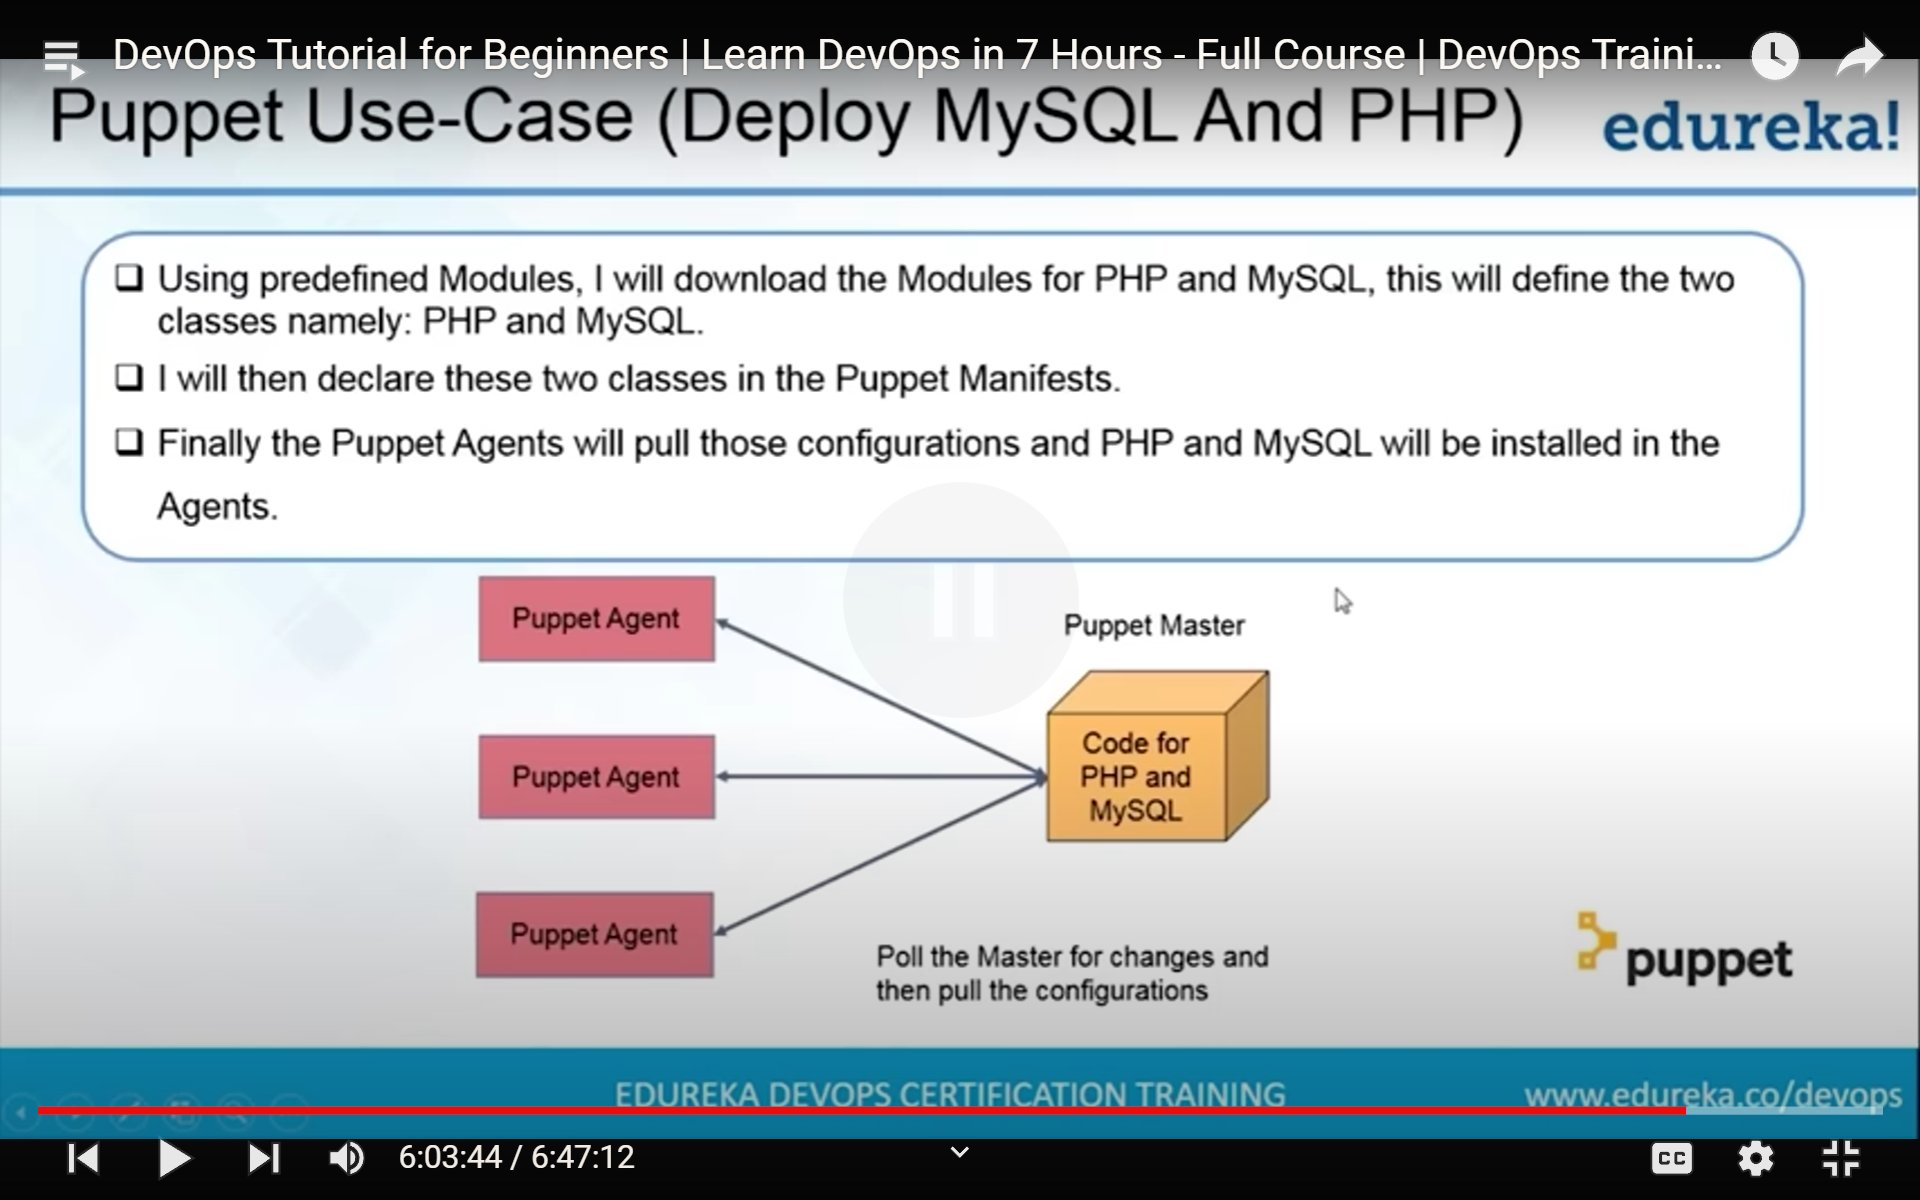 DevOps Tutorial for Beginners | Learn DevOps in 7 Hours - Full Course | DevOps Traini...
Puppet Use-Case (Deploy MySQL And PHP)
edureka!
Using predefined Modules, I will download the Modules for PHP and MySQL, this will define the two
classes namely: PHP and MySQL.
I will then declare these two classes in the Puppet Manifests.
Finally the Puppet Agents will pull those configurations and PHP and MySQL will be installed in the
Agents.
Puppet Agent
Puppet Master
Code for
PHP and
MySQL
Puppet Agent
Puppet Agent
Poll the Master for changes and
then pull the configurations
puppet
EDUREKA DEVOPS CERTIFICATION TRAINING
www.edureka.co/devops
6:03:44 / 6:47:12
CC